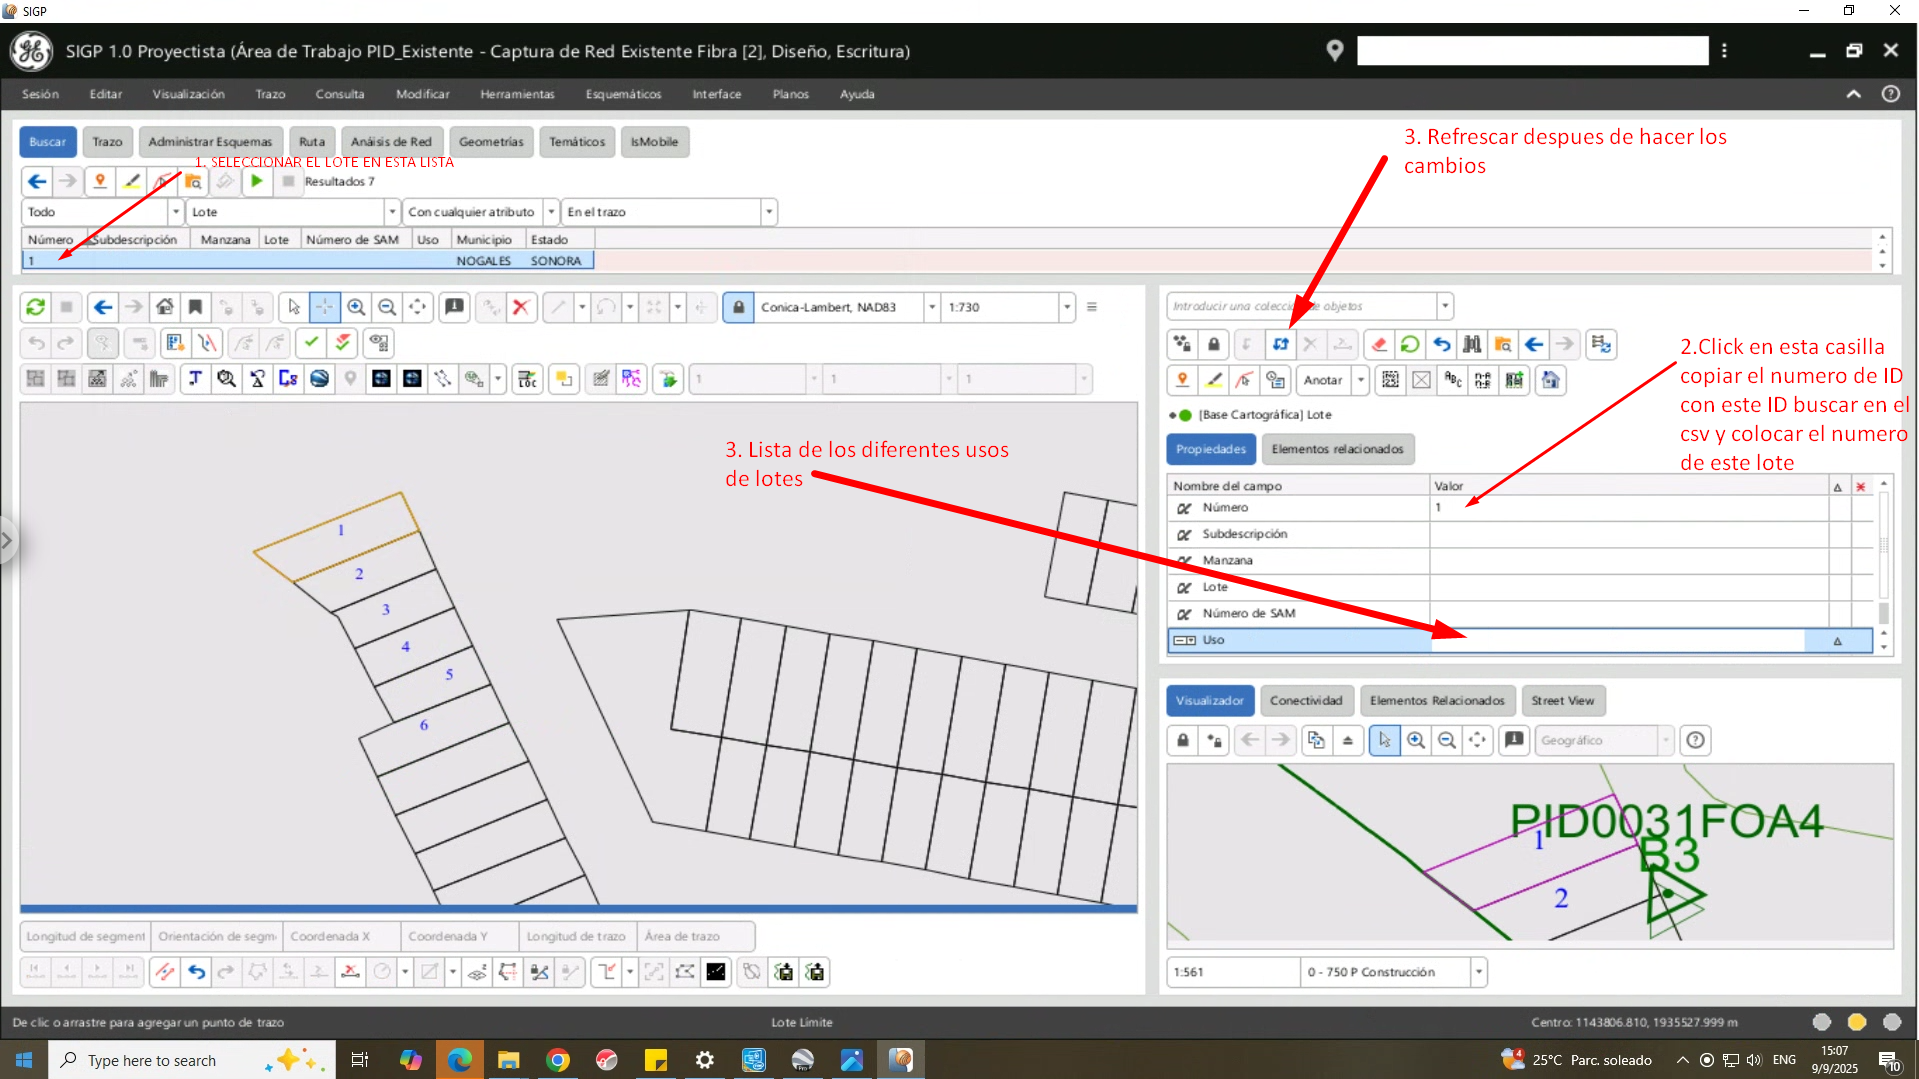 SIGP
SIGP 1.0 Proyectista (Área de Trabajo PID_Existente - Captura de Red Existente Fibra [2], Diseño, Escritura)
Sesión Editar Visualización Trazo Consulta Modificar Herramientas Esquemáticos Interface Planos Ayuda
Buscar Trazo Administrar Esquemas Ruta Anáisis de Red Geometrías Temáticos IsMobile
1. SELECCIONAR EL LOTE EN ESTA LISTA
Resultados 7
Todo Lote Con cualquier atributo En el trazo
Número Subdescripción Manzana Lote Número de SAM Uso Municipio Estado
1 NOGALES SONORA
3. Refrescar despues de hacer los
cambios
Conica-Lambert, NAD83 1:730
LOC
1 1 1
3. Lista de los diferentes usos
de lotes
1
2
3
4
5
6
Introducir una colección de objetos
Anotar
2.Click en esta casilla
copiar el numero de ID
con este ID buscar en el
csv y colocar el numero
de este lote
[Base Cartográfica] Lote
Propiedades Elementos relacionados
Nombre del campo Valor
Número 1
Subdescripción
Manzana
Lote
Número de SAM
Uso
Visualizador Conectividad Elementos Relacionados Street View
Geográfico
PID0031FOA4
1
B3
2
1:561 0 - 750 P Construcción
Longitud de segment Orientación de segm Coordenada X Coordenada Y Longitud de trazo Área de trazo
De clic o arrastre para agregar un punto de trazo Lote Limite Centro: 1143806.810, 1935527.999 m
Type here to search 4 25°C Parc. soleado ENG 15:07
9/9/2025 10